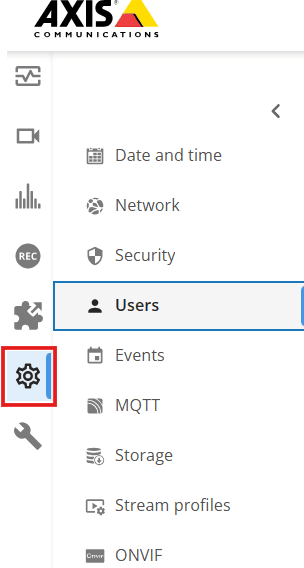 AXIS
COMMUNICATIONS
Date and time
Network
Security
REC
Users
Events
MQTT
Storage
Stream profiles
Onvif
ONVIF